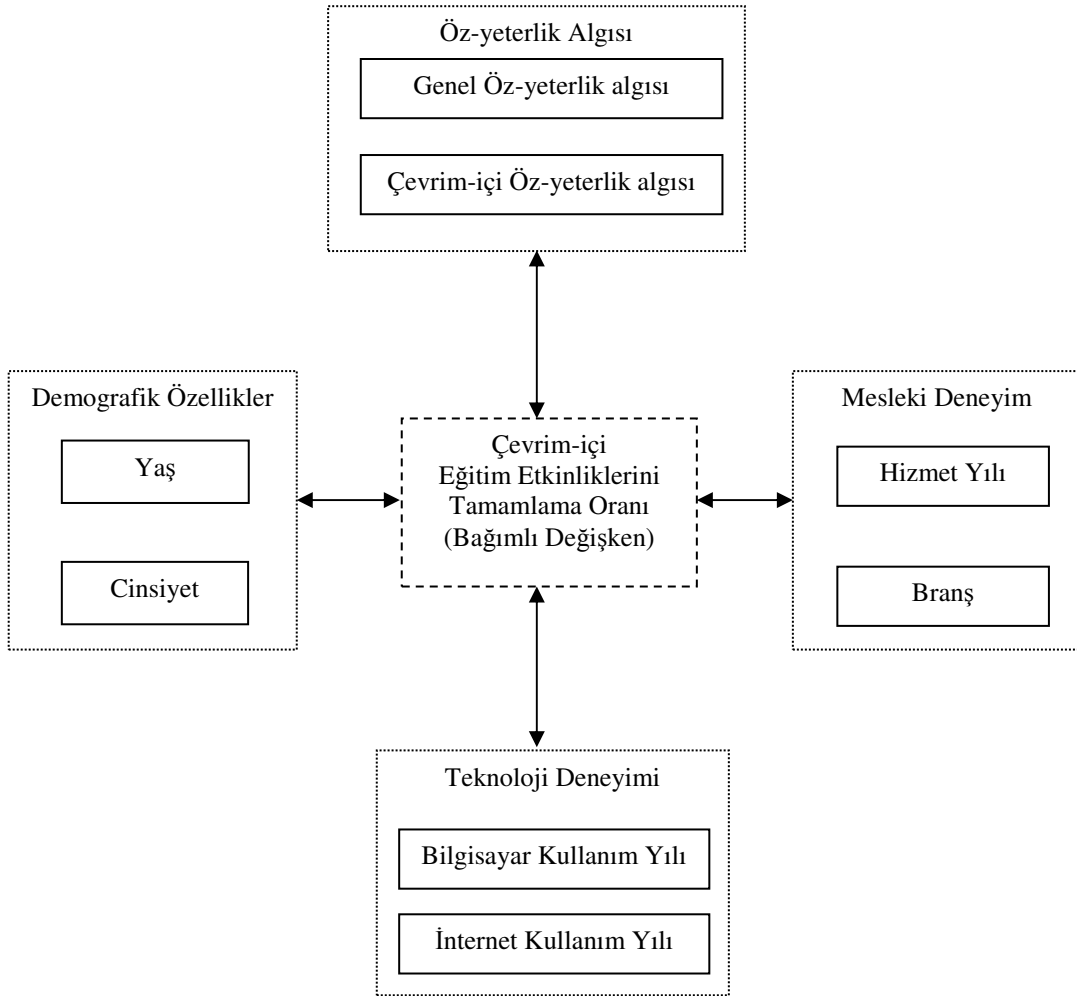 Öz-yeterlik Algısı
Genel Öz-yeterlik algısı
Çevrim-içi Öz-yeterlik algısı
Demografik Özellikler
Yaş
Cinsiyet
Çevrim-içi
Eğitim Etkinliklerini
Tamamlama Oranı
(Bağımlı Değişken)
Mesleki Deneyim
Hizmet Yılı
Branş
Teknoloji Deneyimi
Bilgisayar Kullanım Yılı
İnternet Kullanım Yılı